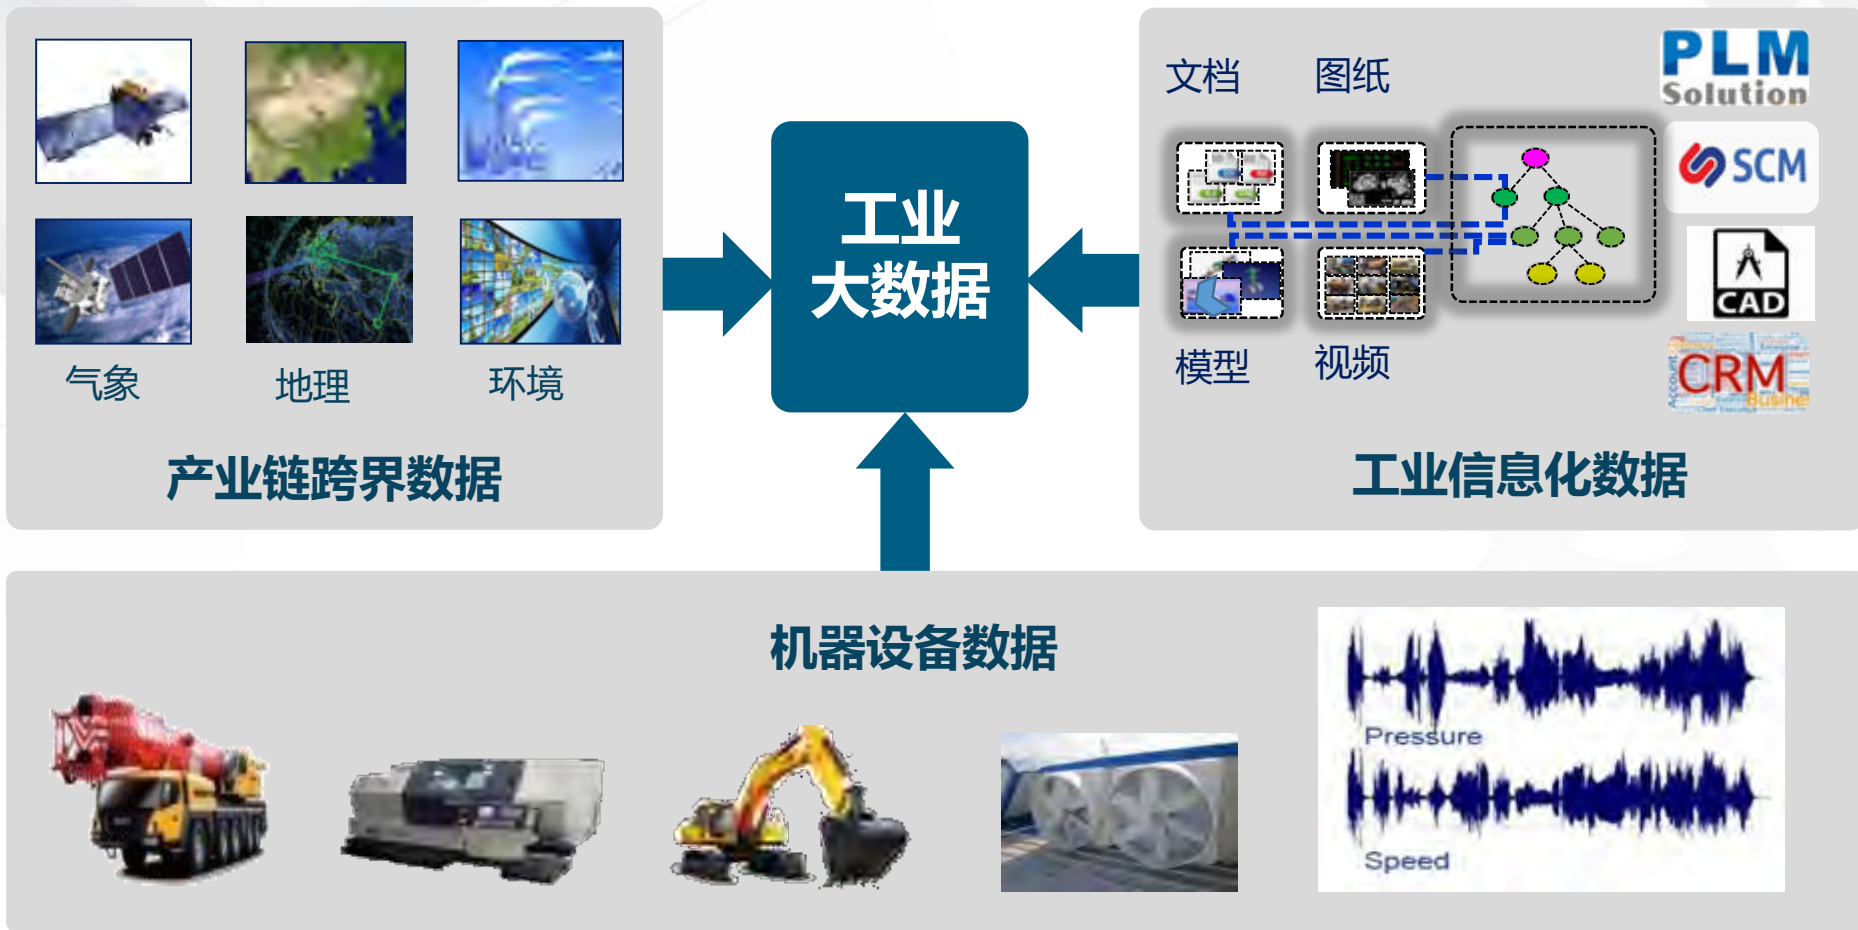 气象
地理
环境
产业链跨界数据
工业
大数据
文档
图纸
模型
视频
PLM
Solution
SCM
CAD
CRM
Account
Business
工业信息化数据
机器设备数据
Pressure
Speed